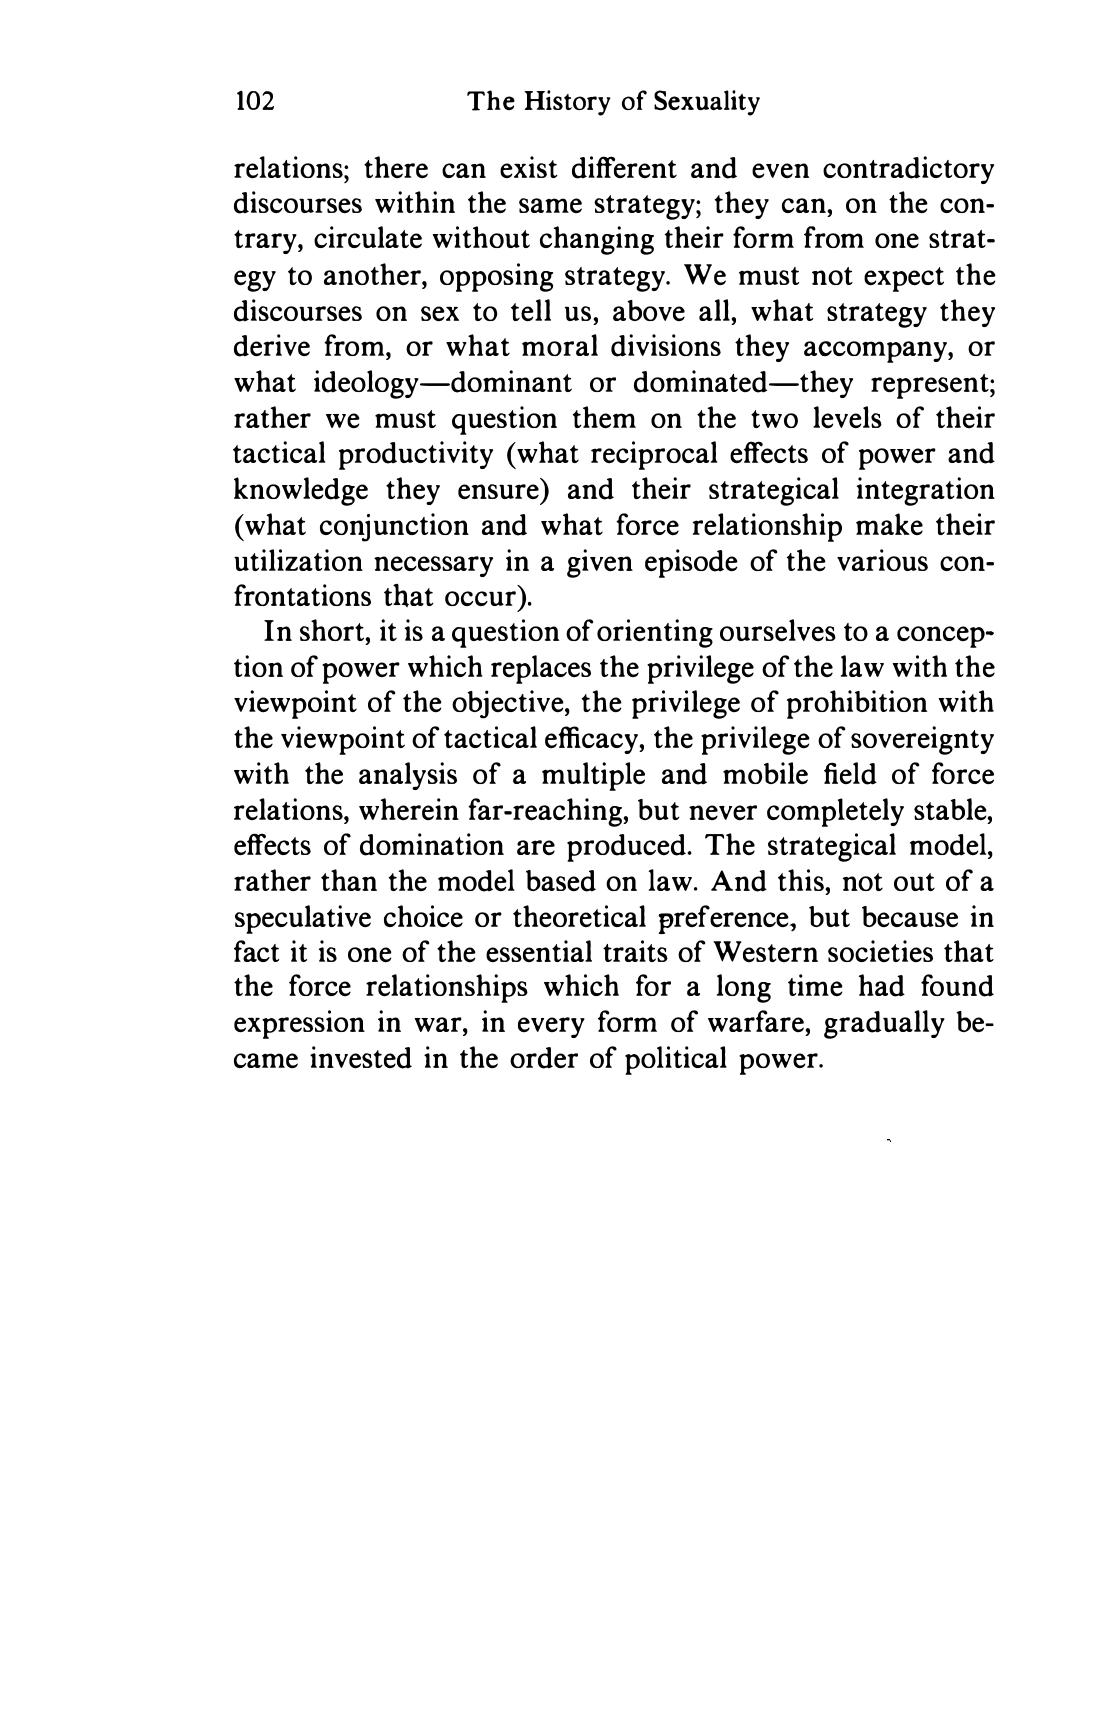 102 The History of Sexuality
relations; there can exist different and even contradictory
discourses within the same strategy; they can, on the con-
trary, circulate without changing their form from one strat-
egy to another, opposing strategy. We must not expect the
discourses on sex to tell us, above all, what strategy they
derive from, or what moral divisions they accompany, or
what ideology—dominant or dominated—they represent;
rather we must question them on the two levels of their
tactical productivity (what reciprocal effects of power and
knowledge they ensure) and their strategical integration
(what conjunction and what force relationship make their
utilization necessary in a given episode of the various con-
frontations that occur).
In short, it is a question of orienting ourselves to a concep-
tion of power which replaces the privilege of the law with the
viewpoint of the objective, the privilege of prohibition with
the viewpoint of tactical efficacy, the privilege of sovereignty
with the analysis of a multiple and mobile field of force
relations, wherein far-reaching, but never completely stable,
effects of domination are produced. The strategical model,
rather than the model based on law. And this, not out of a
speculative choice or theoretical preference, but because in
fact it is one of the essential traits of Western societies that
the force relationships which for a long time had found
expression in war, in every form of warfare, gradually be-
came invested in the order of political power.